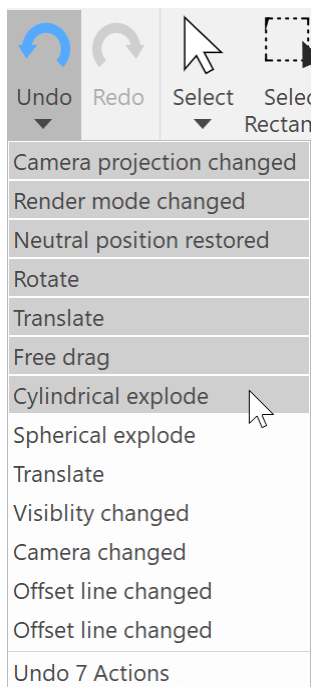 Undo Redo Select Selec
Rectan
Camera projection changed
Render mode changed
Neutral position restored
Rotate
Translate
Free drag
Cylindrical explode
Spherical explode
Translate
Visiblity changed
Camera changed
Offset line changed
Offset line changed
Undo 7 Actions